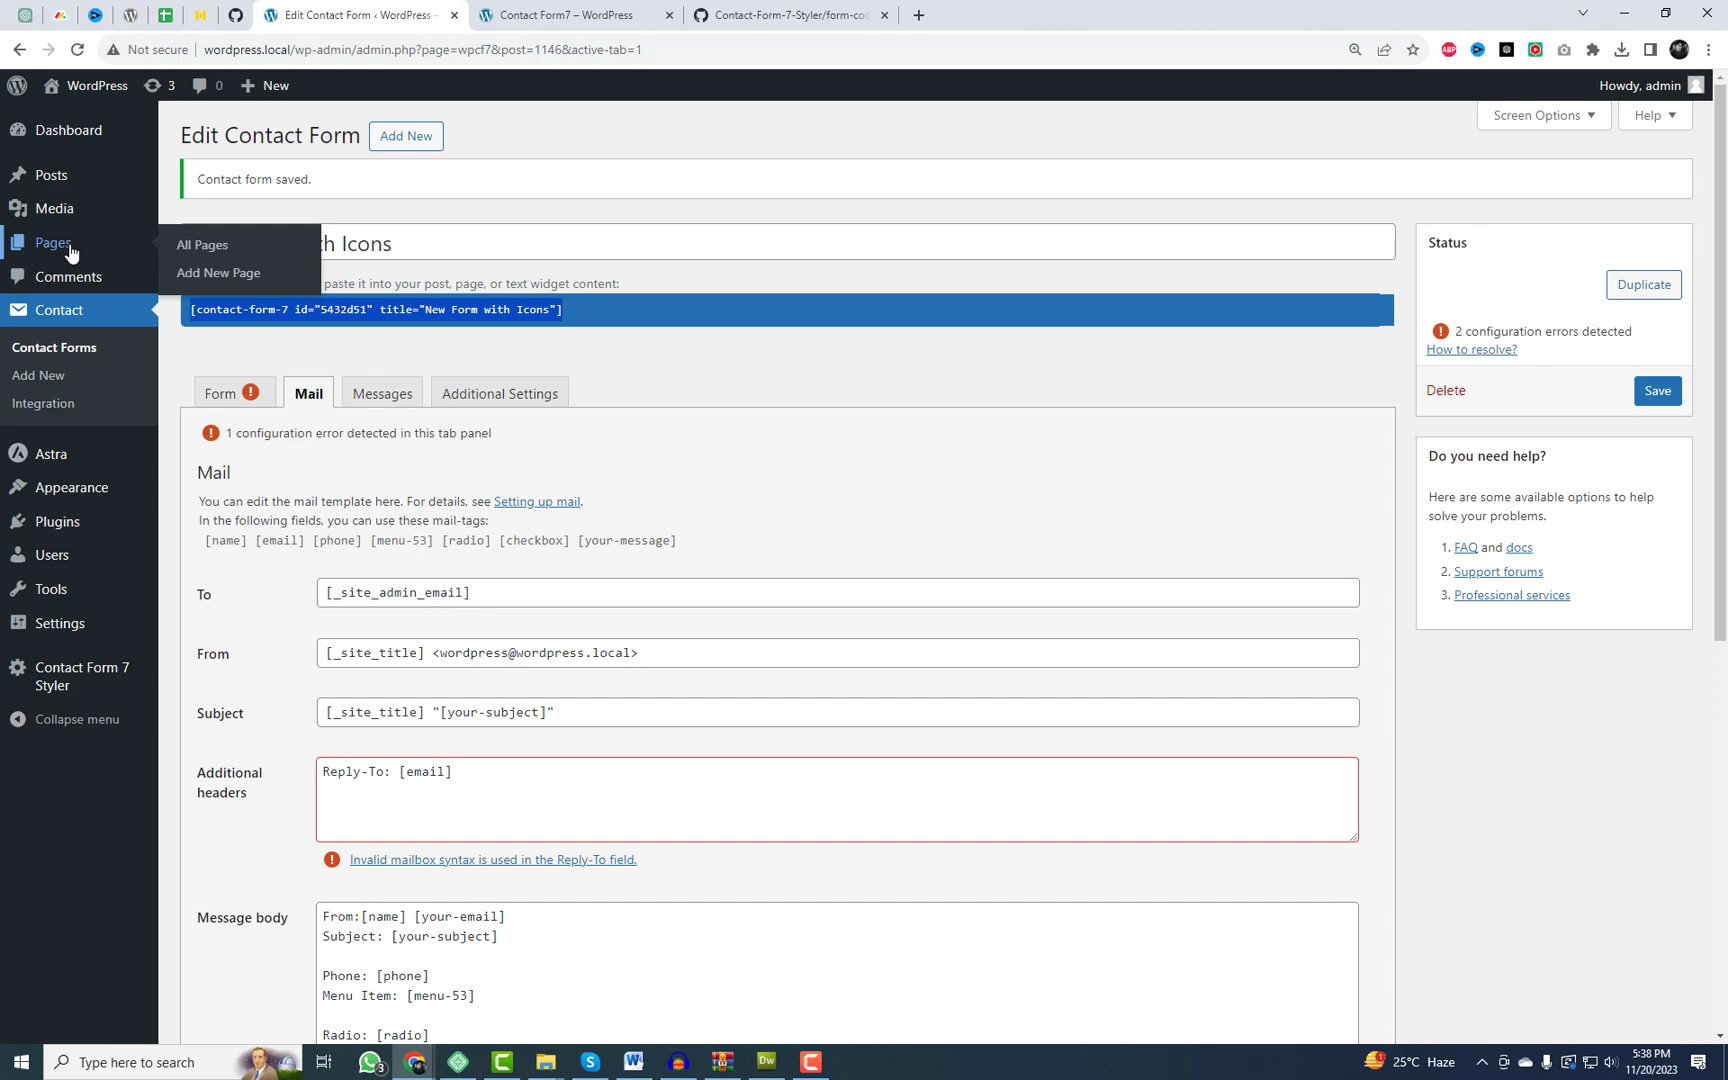 Edit Contact Form ‹ WordPress –
Contact Form7 – WordPress
Contact-Form-7-Styler/form-co
Not secure
wordpress.local/wp-admin/admin.php?page=wpcf7&post=1146&active-tab=1
WordPress
3
0
New
Howdy, admin
Dashboard
Posts
Media
Pages
All Pages
Add New Page
Comments
Contact
Contact Forms
Add New
Integration
Astra
Appearance
Plugins
Users
Tools
Settings
Contact Form 7
Styler
Collapse menu
Edit Contact Form
Add New
Screen Options
Help
Contact form saved.
th Icons
paste it into your post, page, or text widget content:
[contact-form-7 id="5432d51" title="New Form with Icons"]
Form
Mail
Messages
Additional Settings
1 configuration error detected in this tab panel
Mail
You can edit the mail template here. For details, see Setting up mail.
In the following fields, you can use these mail-tags:
[name] [email] [phone] [menu-53] [radio] [checkbox] [your-message]
To
[_site_admin_email]
From
[_site_title] <wordpress@wordpress.local>
Subject
[_site_title] "[your-subject]"
Additional
headers
Reply-To: [email]
Invalid mailbox syntax is used in the Reply-To field.
Message body
From:[name] [your-email]
Subject: [your-subject]
Phone: [phone]
Menu Item: [menu-53]
Radio: [radio]
Status
Duplicate
2 configuration errors detected
How to resolve?
Delete
Save
Do you need help?
Here are some available options to help
solve your problems.
1. FAQ and docs
2. Support forums
3. Professional services
Type here to search
25°C Haze
5:38 PM
11/20/2023